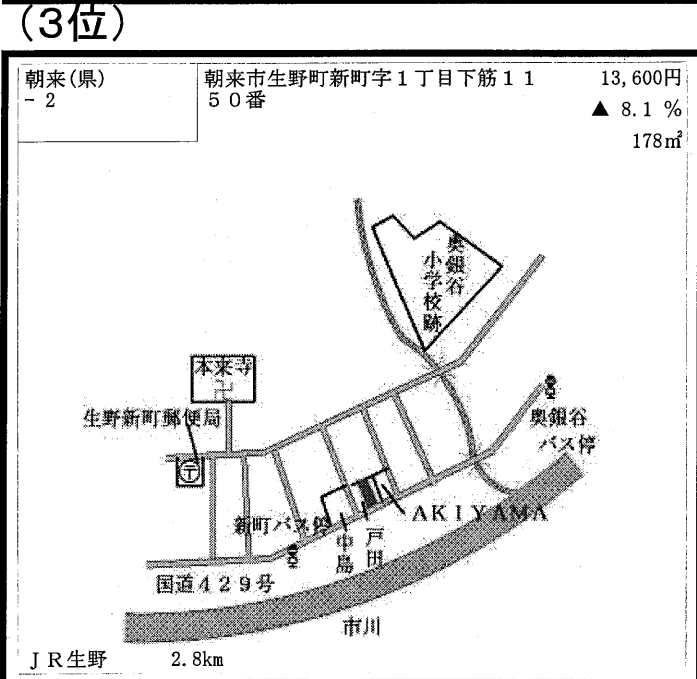 （3位）
朝来(県)
－２
朝来市生野町新町字１丁目下筋１１
５０番
13,600円
▲ 8.1 %
178㎡
奥銀谷
小学校跡
本来寺
卍
生野新町郵便局
〒
奥銀谷
バス停
新町バス停
中島
戸田
ＡＫＩＹＡＭＡ
国道４２９号
市川
ＪＲ生野
2.8km